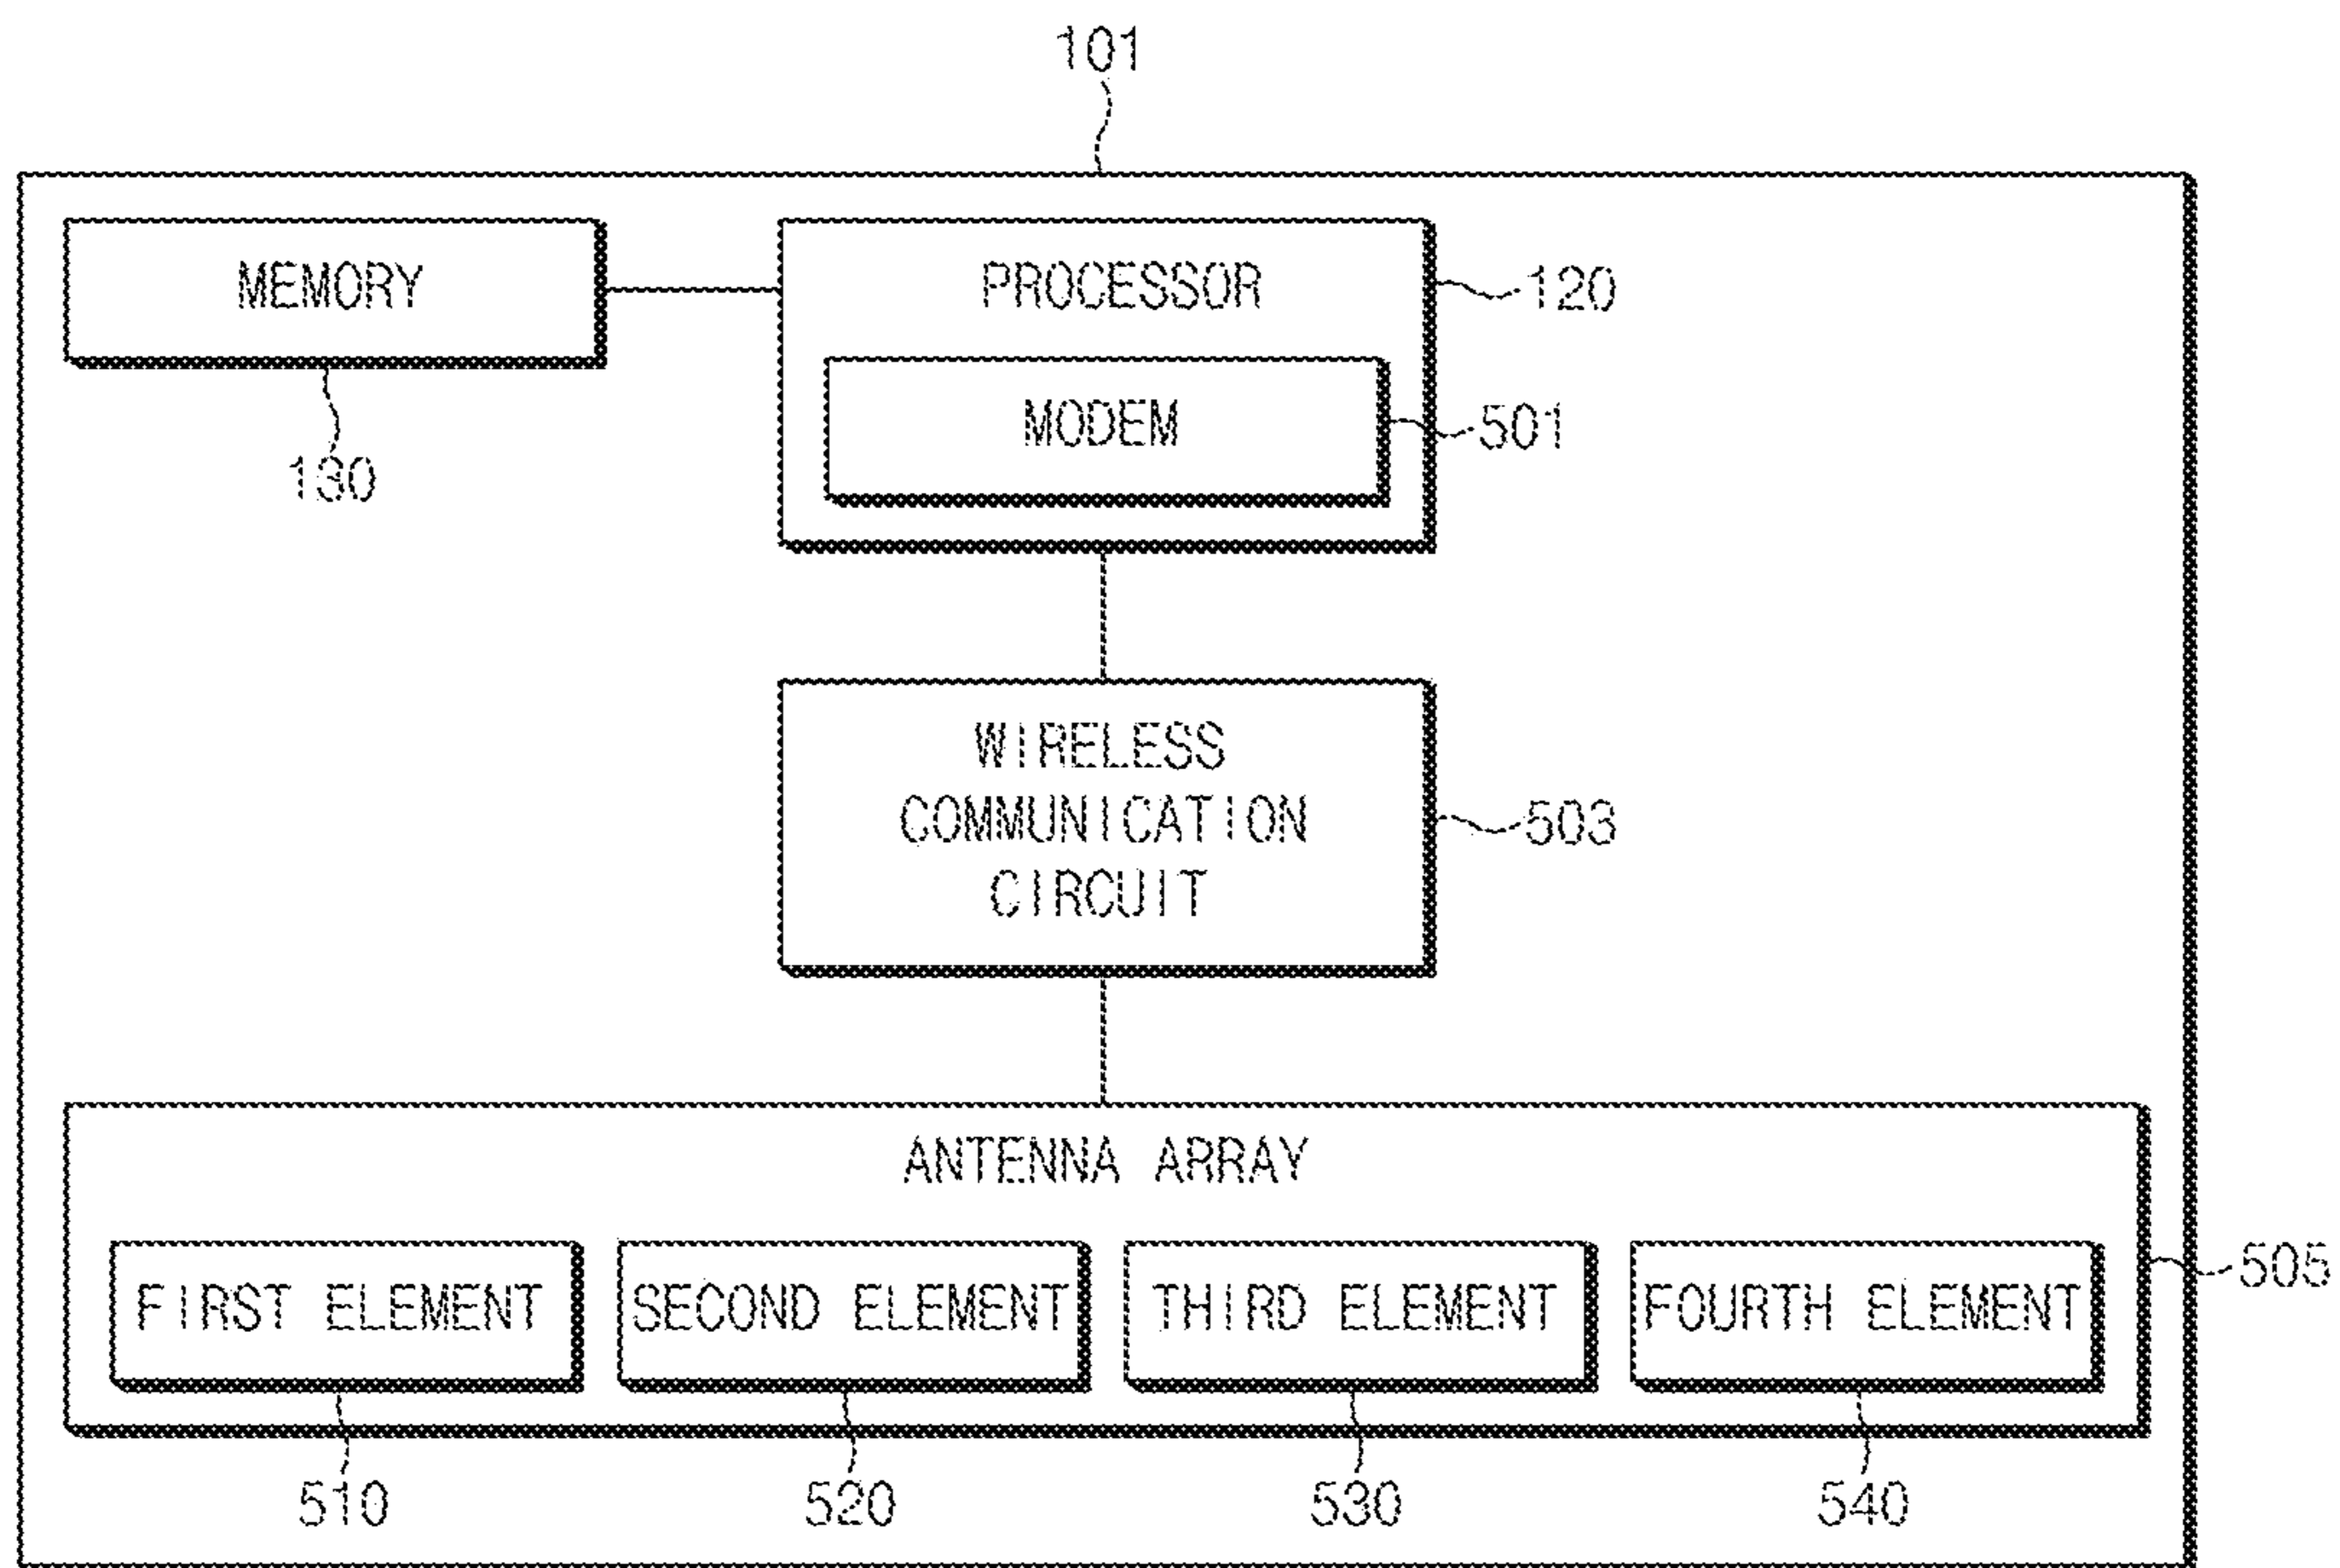 101
MEMORY
PROCESSOR
120
MODEM
501
130
WIRELESS
COMMUNICATION
CIRCUIT
503
ANTENNA ARRAY
505
FIRST ELEMENT
SECOND ELEMENT
THIRD ELEMENT
FOURTH ELEMENT
510
520
530
540